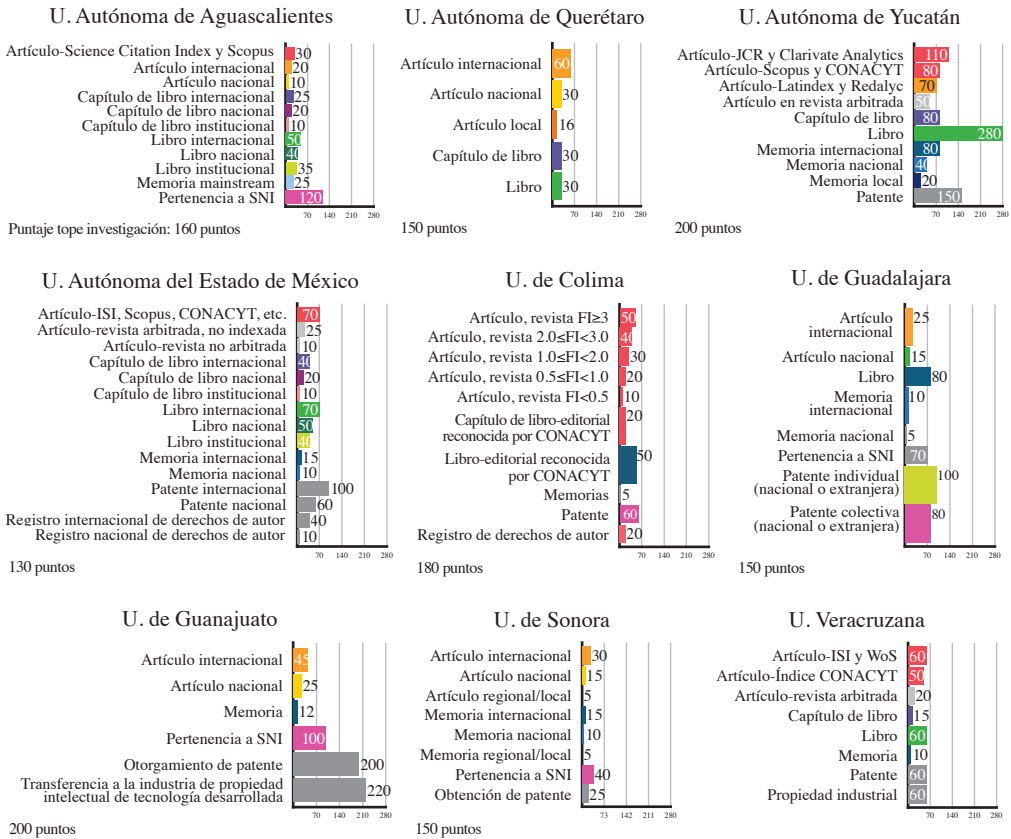 U. Autónoma de Aguascalientes
Artículo-Science Citation Index y Scopus 30
Artículo internacional 20
Artículo nacional 10
Capítulo de libro internacional 25
Capítulo de libro nacional 20
Capítulo de libro institucional 10
Libro internacional 50
Libro nacional 40
Libro institucional 35
Memoria mainstream 25
Pertenencia a SNI 120
70 140 210 280
Puntaje tope investigación: 160 puntos
U. Autónoma de Querétaro
Artículo internacional 60
Artículo nacional 30
Artículo local 16
Capítulo de libro 30
Libro 30
70 140 210 280
150 puntos
U. Autónoma de Yucatán
Artículo-JCR y Clarivate Analytics 110
Artículo-Scopus y CONACYT 80
Artículo-Latindex y Redalyc 70
Artículo en revista arbitrada 50
Capítulo de libro 80
Libro 280
Memoria internacional 80
Memoria nacional 40
Memoria local 20
Patente 150
70 140 210 280
200 puntos
U. Autónoma del Estado de México
Artículo-ISI, Scopus, CONACYT, etc. 70
Artículo-revista arbitrada, no indexada 25
Artículo-revista no arbitrada 10
Capítulo de libro internacional 40
Capítulo de libro nacional 20
Capítulo de libro institucional 10
Libro internacional 70
Libro nacional 50
Libro institucional 40
Memoria internacional 15
Memoria nacional 10
Patente internacional 100
Patente nacional 60
Registro internacional de derechos de autor 40
Registro nacional de derechos de autor 10
70 140 210 280
130 puntos
U. de Colima
Artículo, revista FI≥3 50
Artículo, revista 2.0≤FI<3.0 40
Artículo, revista 1.0≤FI<2.0 30
Artículo, revista 0.5≤FI<1.0 20
Artículo, revista FI<0.5 10
Capítulo de libro-editorial 20
reconocida por CONACYT
Libro-editorial reconocida 50
por CONACYT
Memorias 5
Patente 60
Registro de derechos de autor 20
70 140 210 280
180 puntos
U. de Guadalajara
Artículo 25
internacional
Artículo nacional 15
Libro 80
Memoria 10
internacional
Memoria nacional 5
Pertenencia a SNI 70
Patente individual 100
(nacional o extranjera)
Patente colectiva 80
(nacional o extranjera)
70 140 210 280
150 puntos
U. de Guanajuato
Artículo internacional 45
Artículo nacional 25
Memoria 12
Pertenencia a SNI 100
Otorgamiento de patente 200
Transferencia a la industria de propiedad 220
intelectual de tecnología desarrollada
70 140 210 280
200 puntos
U. de Sonora
Artículo internacional 30
Artículo nacional 15
Artículo regional/local 5
Memoria internacional 15
Memoria nacional 10
Memoria regional/local 5
Pertenencia a SNI 40
Obtención de patente 25
73 142 211 280
150 puntos
U. Veracruzana
Artículo-ISI y WoS 60
Artículo-Índice CONACYT 50
Artículo-revista arbitrada 20
Capítulo de libro 15
Libro 60
Memoria 10
Patente 60
Propiedad industrial 60
70 140 210 280